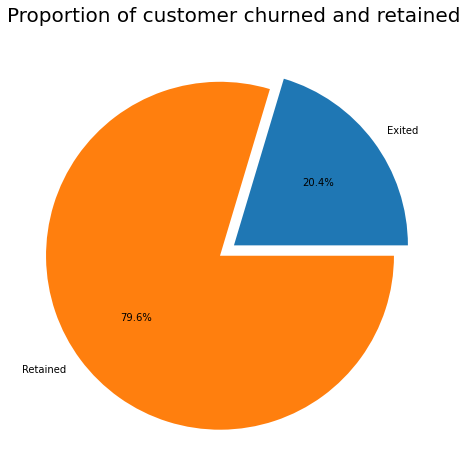 Proportion of customer churned and retained
Exited
20.4%
79.6%
Retained